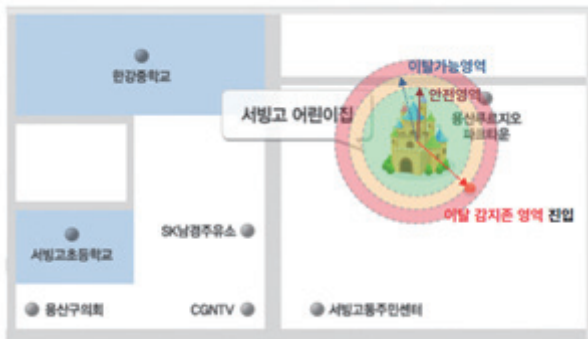 한강중학교
이탈가능영역
안전영역
서빙고 어린이집
용산푸르지오
파크타운
이탈 감지존 영역 진입
SK남경주유소
서빙고초등학교
용산구의회
CGNTV
서빙고동주민센터